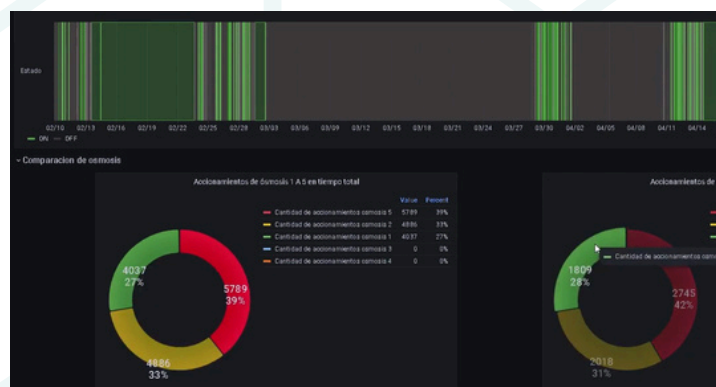 Estado
02/10 02/13 02/16 02/19 02/22 02/25 02/28 03/03 03/06 03/09 03/12 03/15 03/18 03/21 03/24 03/27 03/30 04/02 04/05 04/08 04/11 04/14
ON OFF
Comparacion de osmosis
Accionamientos de ósmosis 1 A 5 en tiempo total
Value Percent
Cantidad de accionamientos osmosis 5 5789 39%
Cantidad de accionamientos osmosis 2 4886 33%
Cantidad de accionamientos osmosis 1 4037 27%
Cantidad de accionamientos osmosis 3 0 0%
Cantidad de accionamientos osmosis 4 0 0%
4037
27%
5789
39%
4886
33%
Accionamientos de
Cantidad de accionamientos
1809
28%
2745
42%
2018
31%